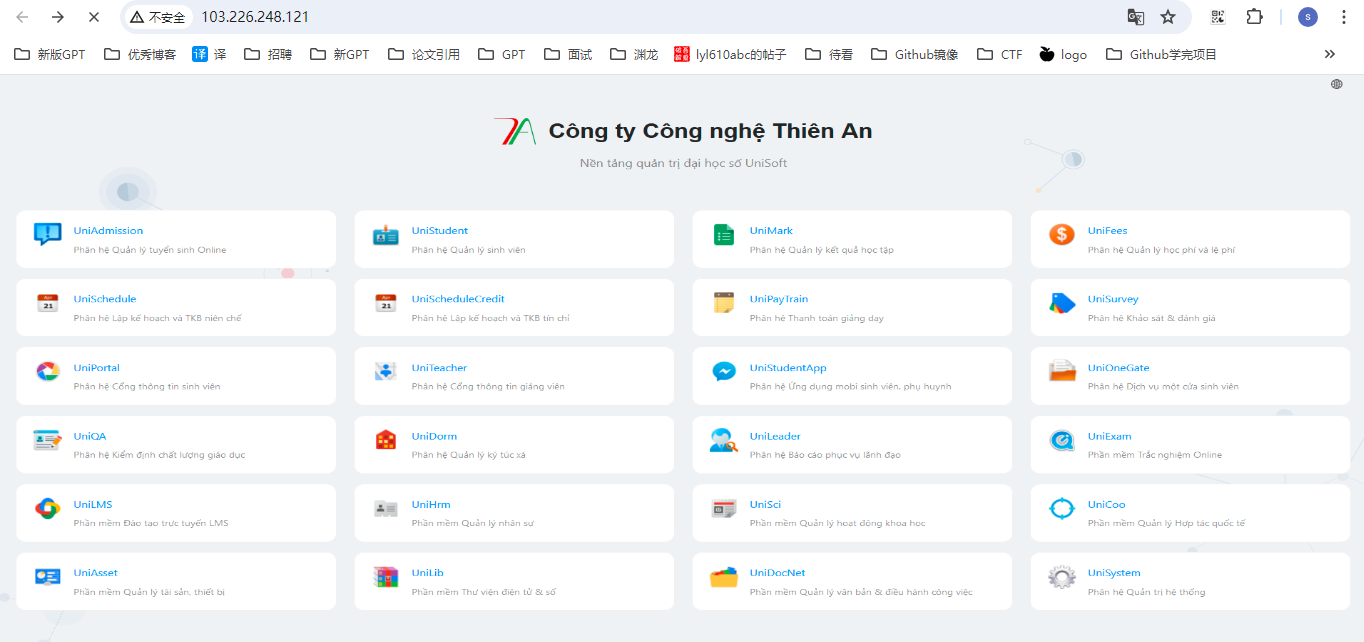 不安全 103.226.248.121 S
新版GPT 优秀博客 译 译 招聘 新GPT 论文引用 GPT 面试 渊龙 lyl610abc的帖子 待看 Github镜像 CTF logo Github学完项目
Công ty Công nghệ Thiên An
Nền tảng quản trị đại học số UniSoft
UniAdmission
Phân hệ Quản lý tuyển sinh Online
UniStudent
Phân hệ Quản lý sinh viên
UniMark
Phân hệ Quản lý kết quả học tập
UniFees
Phân hệ Quản lý học phí và lệ phí
UniSchedule
Phân hệ Lập kế hoạch và TKB niên chế
UniScheduleCredit
Phân hệ Lập kế hoạch và TKB tín chỉ
UniPayTrain
Phân hệ Thanh toán giảng dạy
UniSurvey
Phân hệ Khảo sát & đánh giá
UniPortal
Phân hệ Cổng thông tin sinh viên
UniTeacher
Phân hệ Cổng thông tin giảng viên
UniStudentApp
Phân hệ Ứng dụng mobi sinh viên, phụ huynh
UniOneGate
Phân hệ Dịch vụ một cửa sinh viên
UniQA
Phân hệ Kiểm định chất lượng giáo dục
UniDorm
Phân hệ Quản lý ký túc xá
UniLeader
Phân hệ Báo cáo phục vụ lãnh đạo
UniExam
Phần mềm Trắc nghiệm Online
UniLMS
Phần mềm Đào tạo trực tuyến LMS
UniHrm
Phần mềm Quản lý nhân sự
UniSci
Phần mềm Quản lý hoạt động khoa học
UniCoo
Phần mềm Quản lý Hợp tác quốc tế
UniAsset
Phần mềm Quản lý tài sản, thiết bị
UniLib
Phần mềm Thư viện điện tử & số
UniDocNet
Phần mềm Quản lý văn bản & điều hành công việc
UniSystem
Phân hệ Quản trị hệ thống